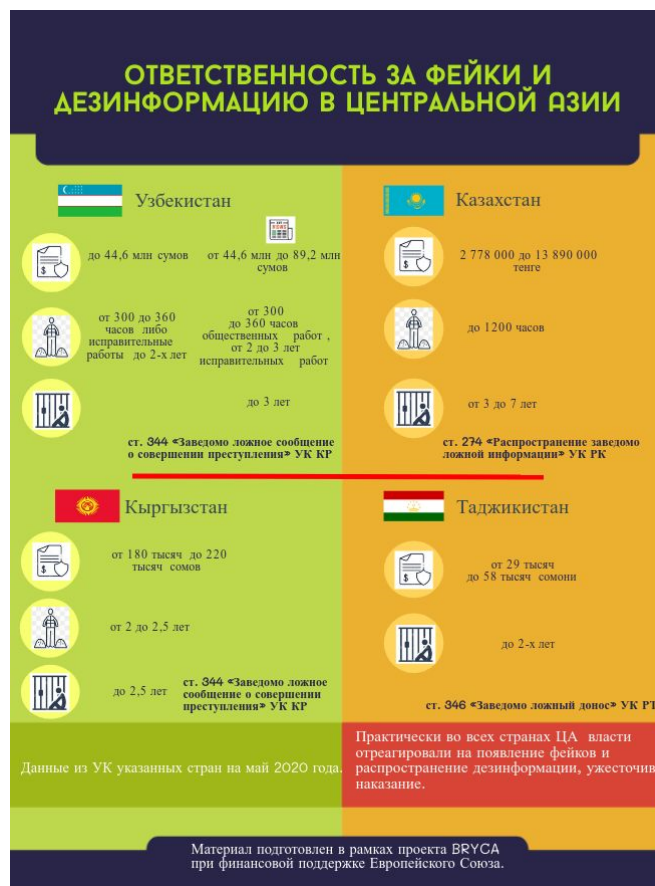 ОТВЕТСТВЕННОСТЬ ЗА ФЕЙКИ И
ДЕЗИНФОРМАЦИЮ В ЦЕНТРАЛЬНОЙ АЗИИ
Узбекистан
до 44,6 млн сумов
от 44,6 млн до 89,2 млн
сумов
от 300 до 360
часов либо
исправительные
работы до 2-х лет
от 300
до 360 часов
общественных работ ,
от 2 до 3 лет
исправительных работ
до 3 лет
ст. 344 «Заведомо ложное сообщение
о совершении преступления» УК КР
Казахстан
2 778 000 до 13 890 000
тенге
до 1200 часов
от 3 до 7 лет
ст. 274 «Распространение заведомо
ложной информации» УК РК
Кыргызстан
от 180 тысяч до 220
тысяч сомов
от 2 до 2,5 лет
до 2,5 лет
ст. 344 «Заведомо ложное
сообщение о совершении
преступления» УК КР
Таджикистан
от 29 тысяч
до 58 тысяч сомони
до 2-х лет
ст. 346 «Заведомо ложный донос» УК РТ
Данные из УК указанных стран на май 2020 года.
Практически во всех странах ЦА власти
отреагировали на появление фейков и
распространение дезинформации, ужесточив
наказание.
Материал подготовлен в рамках проекта BRYCA
при финансовой поддержке Европейского Союза.